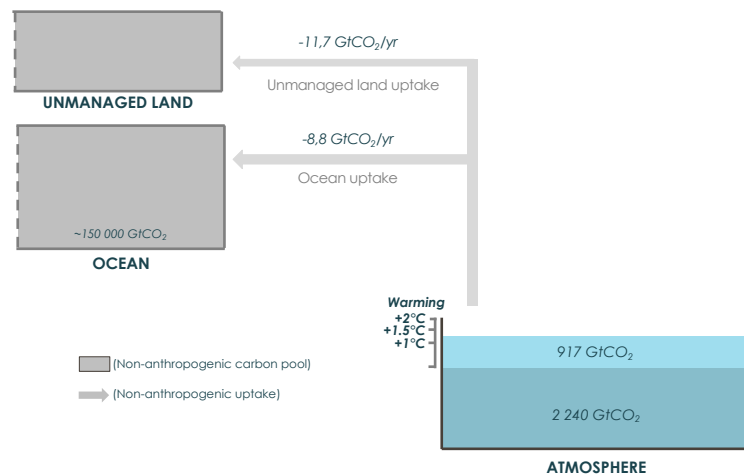 -11,7 GtCO₂/yr
Unmanaged land uptake
UNMANAGED LAND
-8,8 GtCO₂/yr
Ocean uptake
~150 000 GtCO₂
OCEAN
Warming
+2°C
+1.5°C
+1°C
917 GtCO₂
(Non-anthropogenic carbon pool)
(Non-anthropogenic uptake)
2 240 GtCO₂
ATMOSPHERE